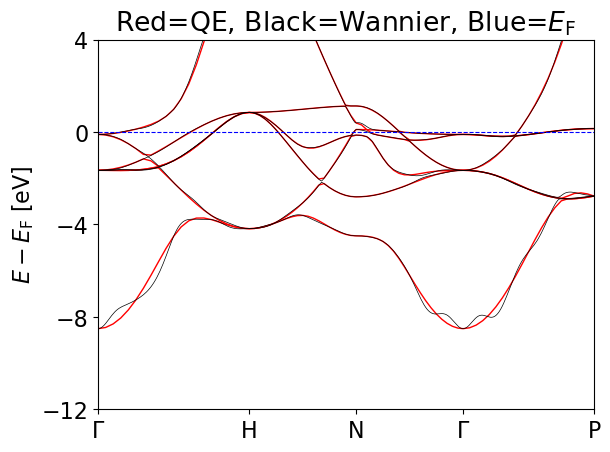 Red=QE, Black=Wannier, Blue=E_F
4
0
−4
−8
−12
E − E_F [eV]
Γ H N Γ P